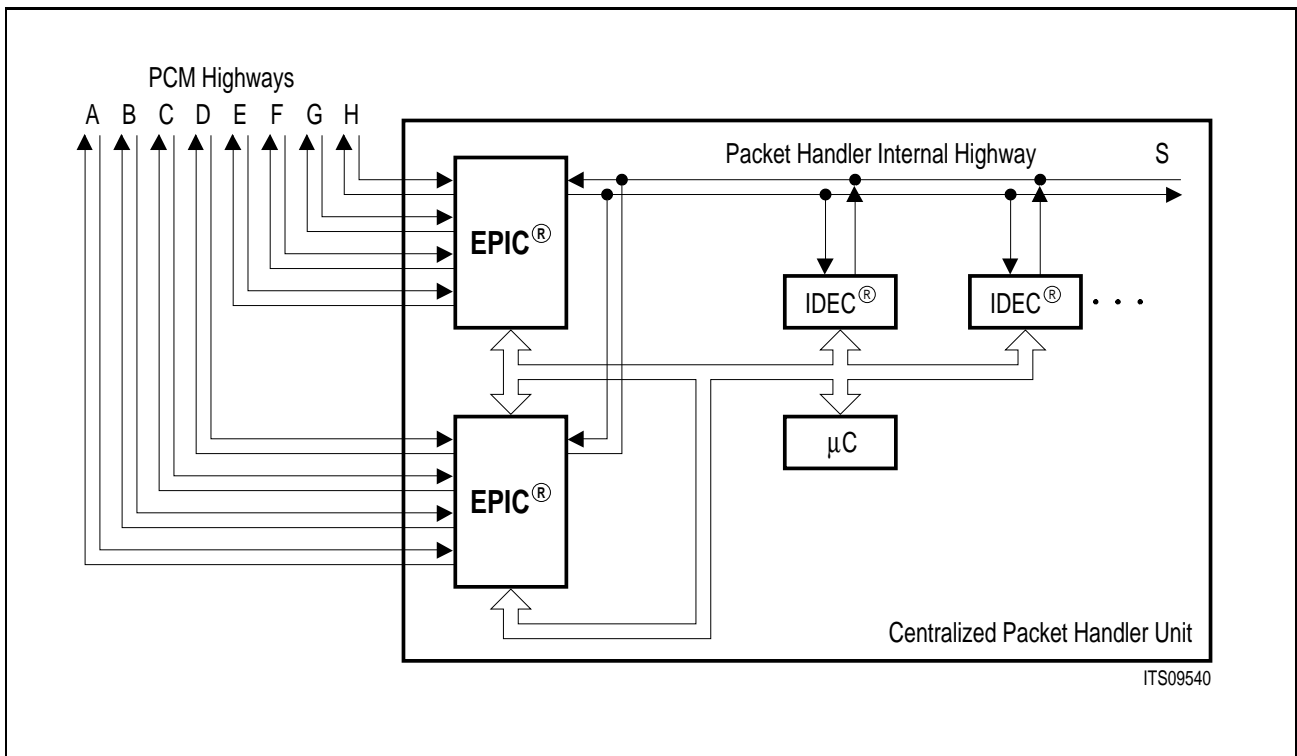 PCM Highways
A B C D E F G H
Packet Handler Internal Highway S
EPIC®
IDEC® IDEC® . . .
µC
EPIC®
Centralized Packet Handler Unit
ITS09540